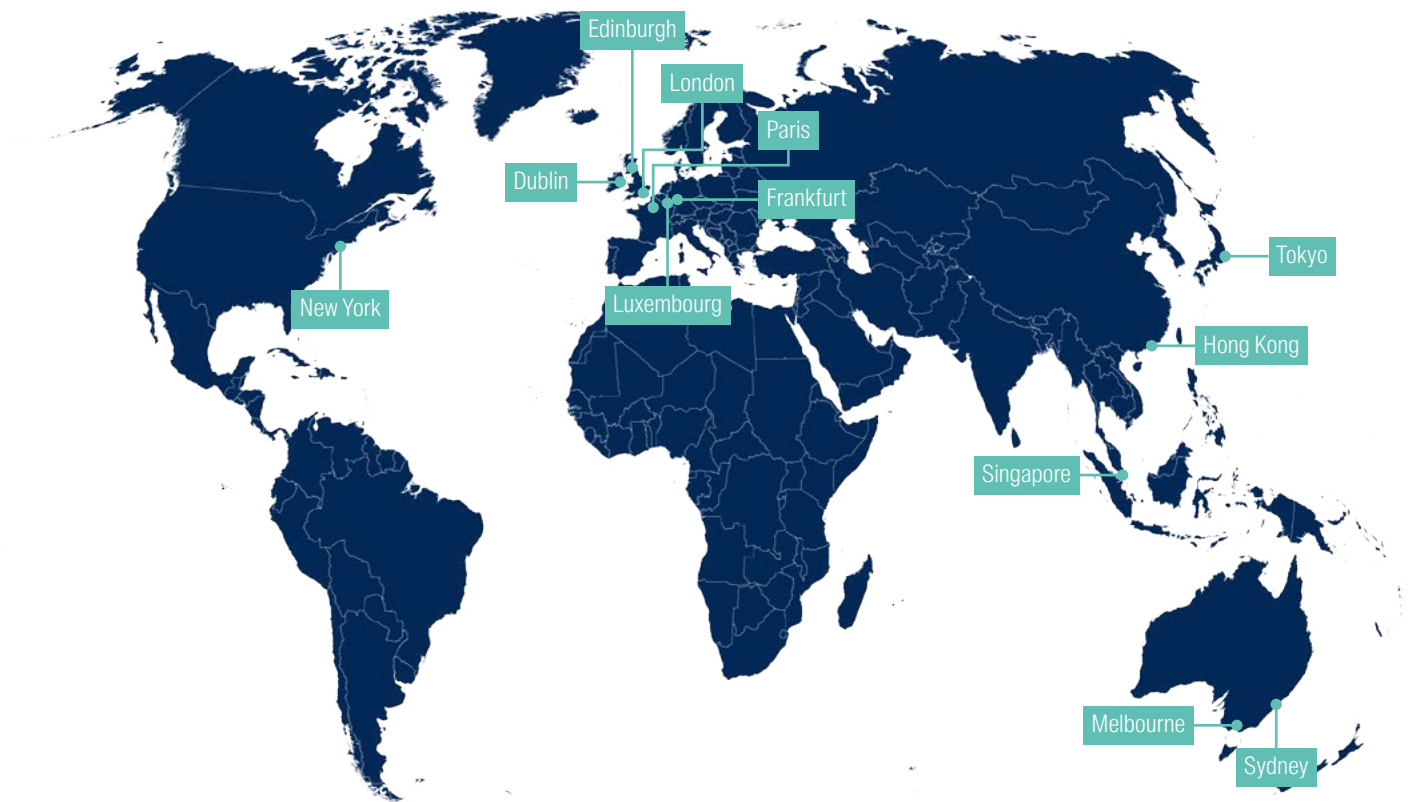 Edinburgh
London
Paris
Dublin
Frankfurt
Tokyo
New York
Luxembourg
Hong Kong
Singapore
Melbourne
Sydney